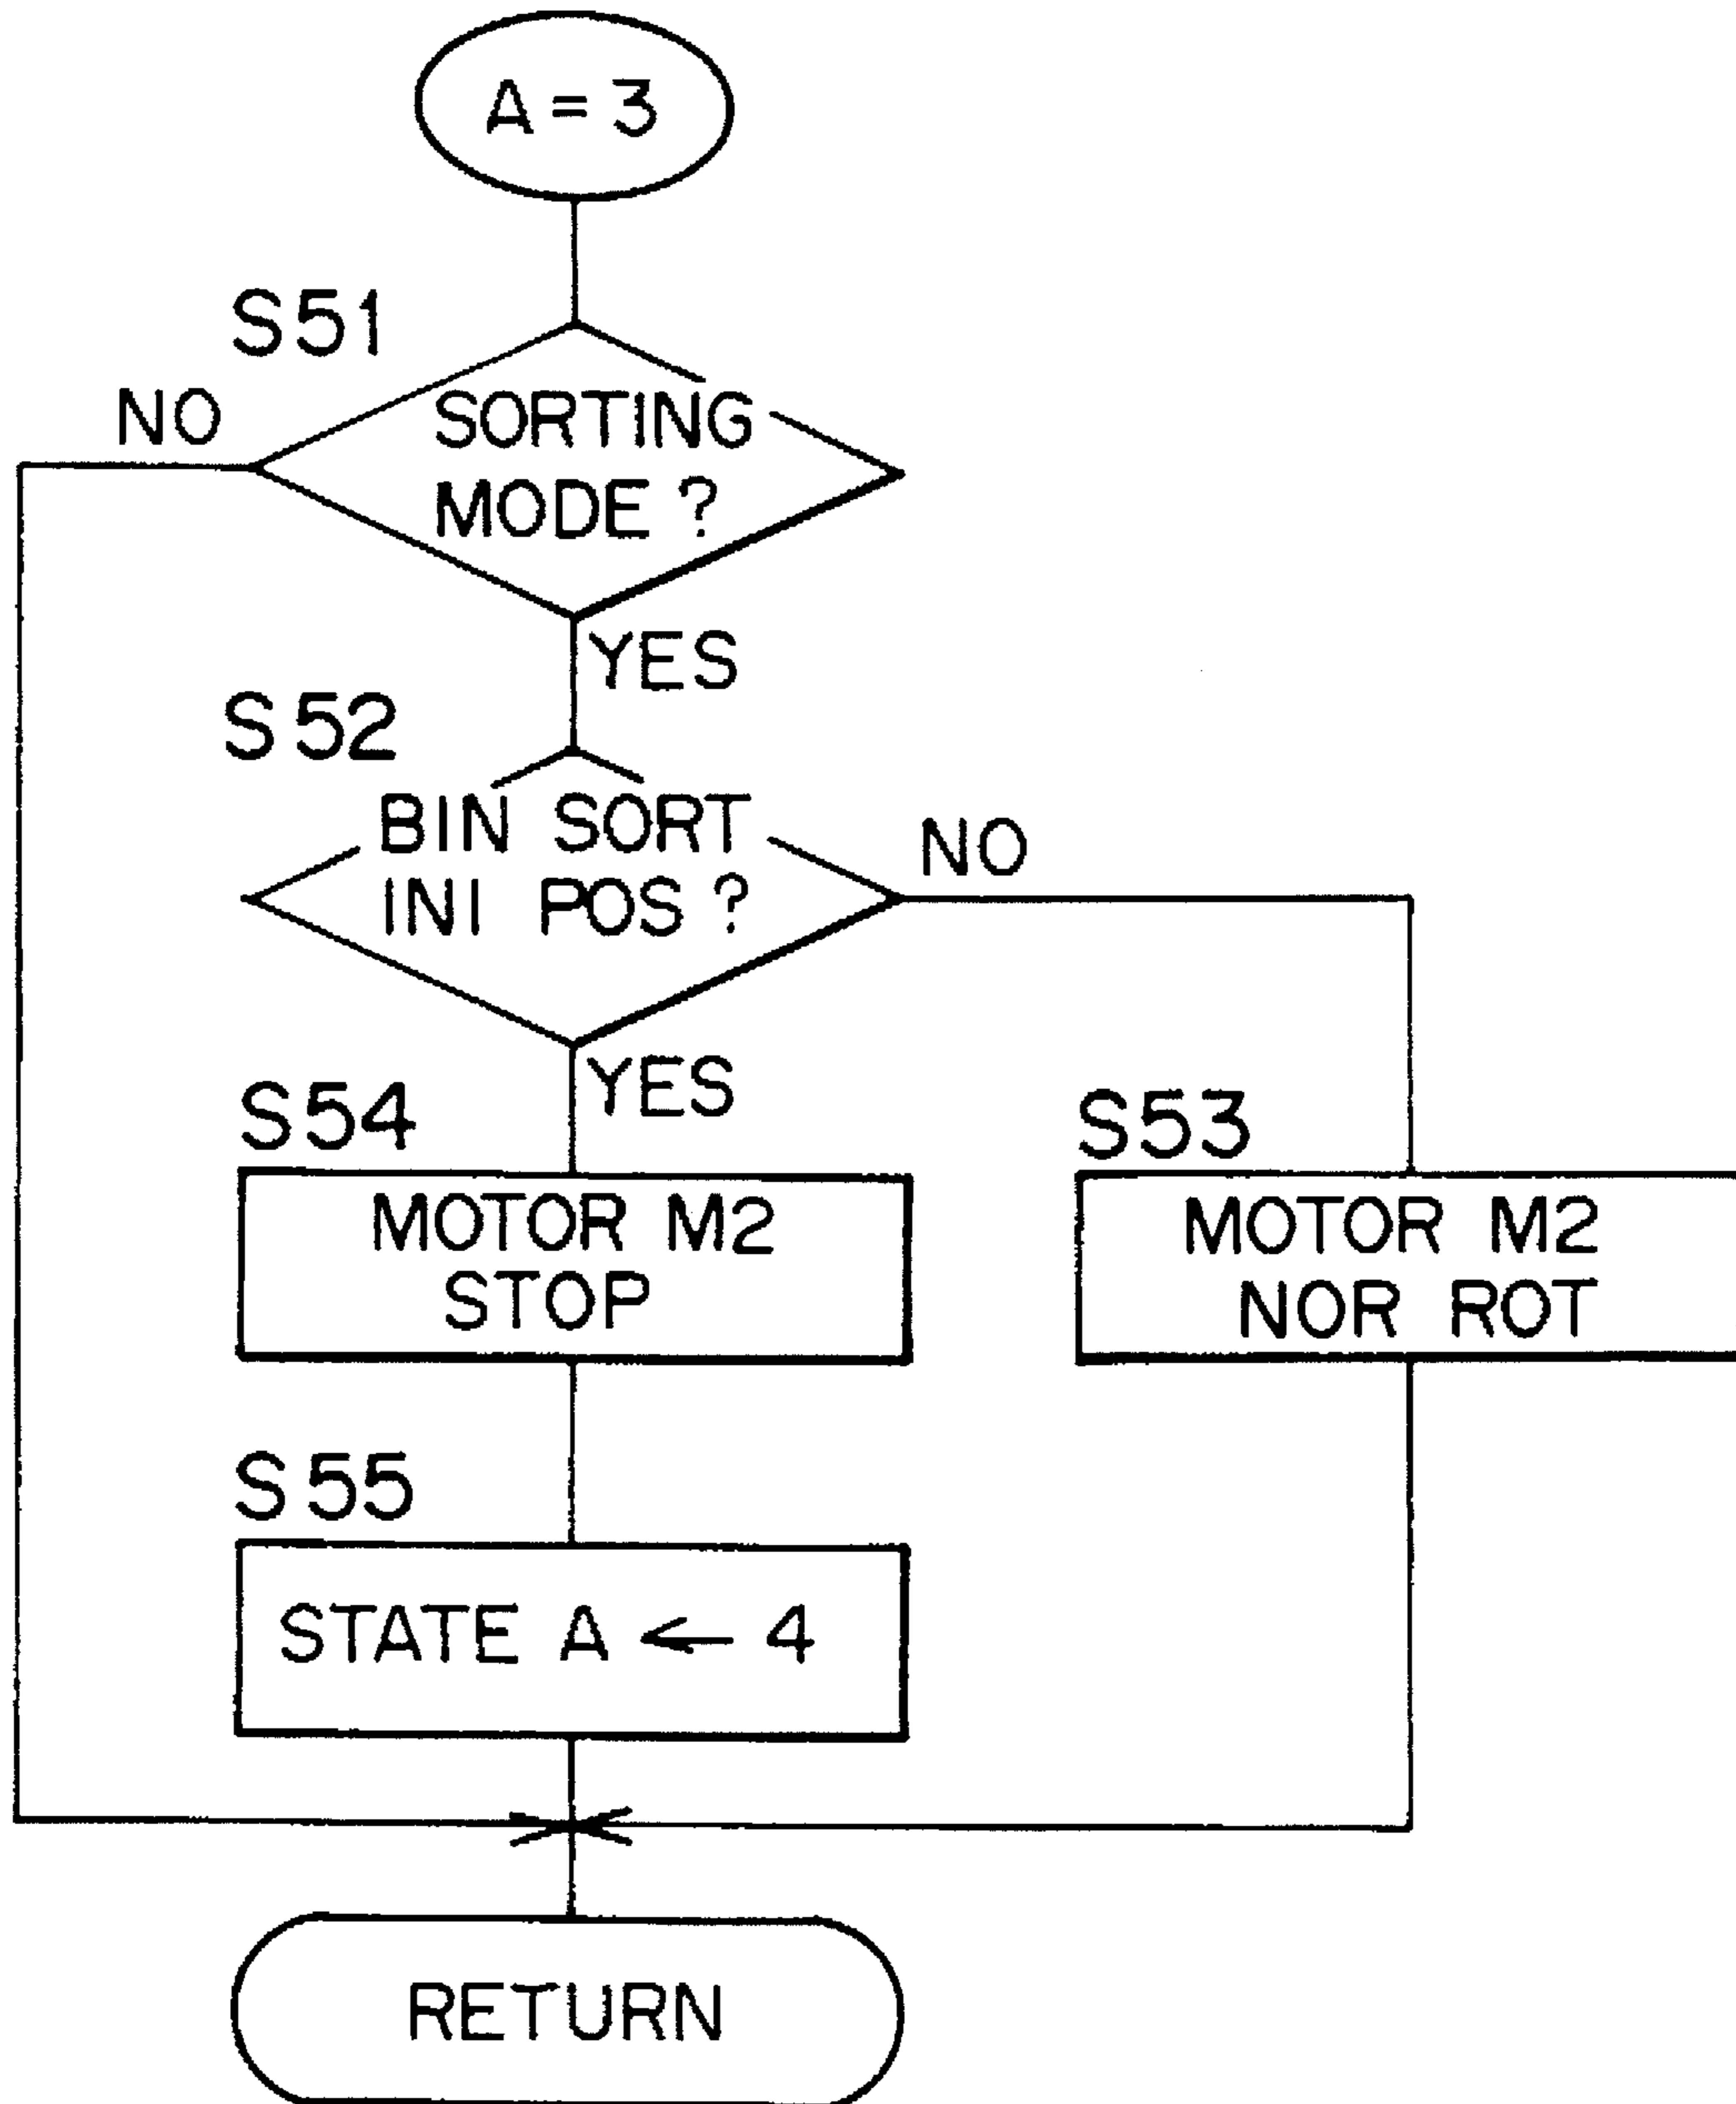 A = 3
S51
NO
SORTING
MODE ?
YES
S52
BIN SORT
INI POS ?
NO
YES
S54
MOTOR M2
STOP
S53
MOTOR M2
NOR ROT
S55
STATE A ← 4
RETURN